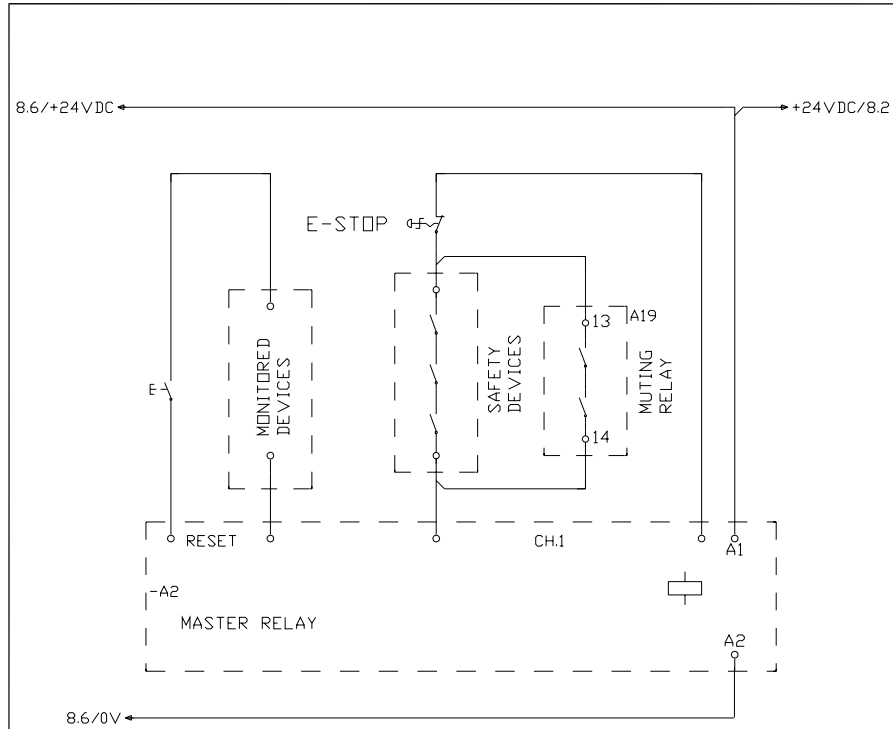 8.6/+24VDC
+24VDC/8.2
E-STOP
MONITORED
DEVICES
SAFETY
DEVICES
13
A19
MUTING
RELAY
14
E-
RESET
CH.1
A1
-A2
MASTER RELAY
A2
8.6/0V